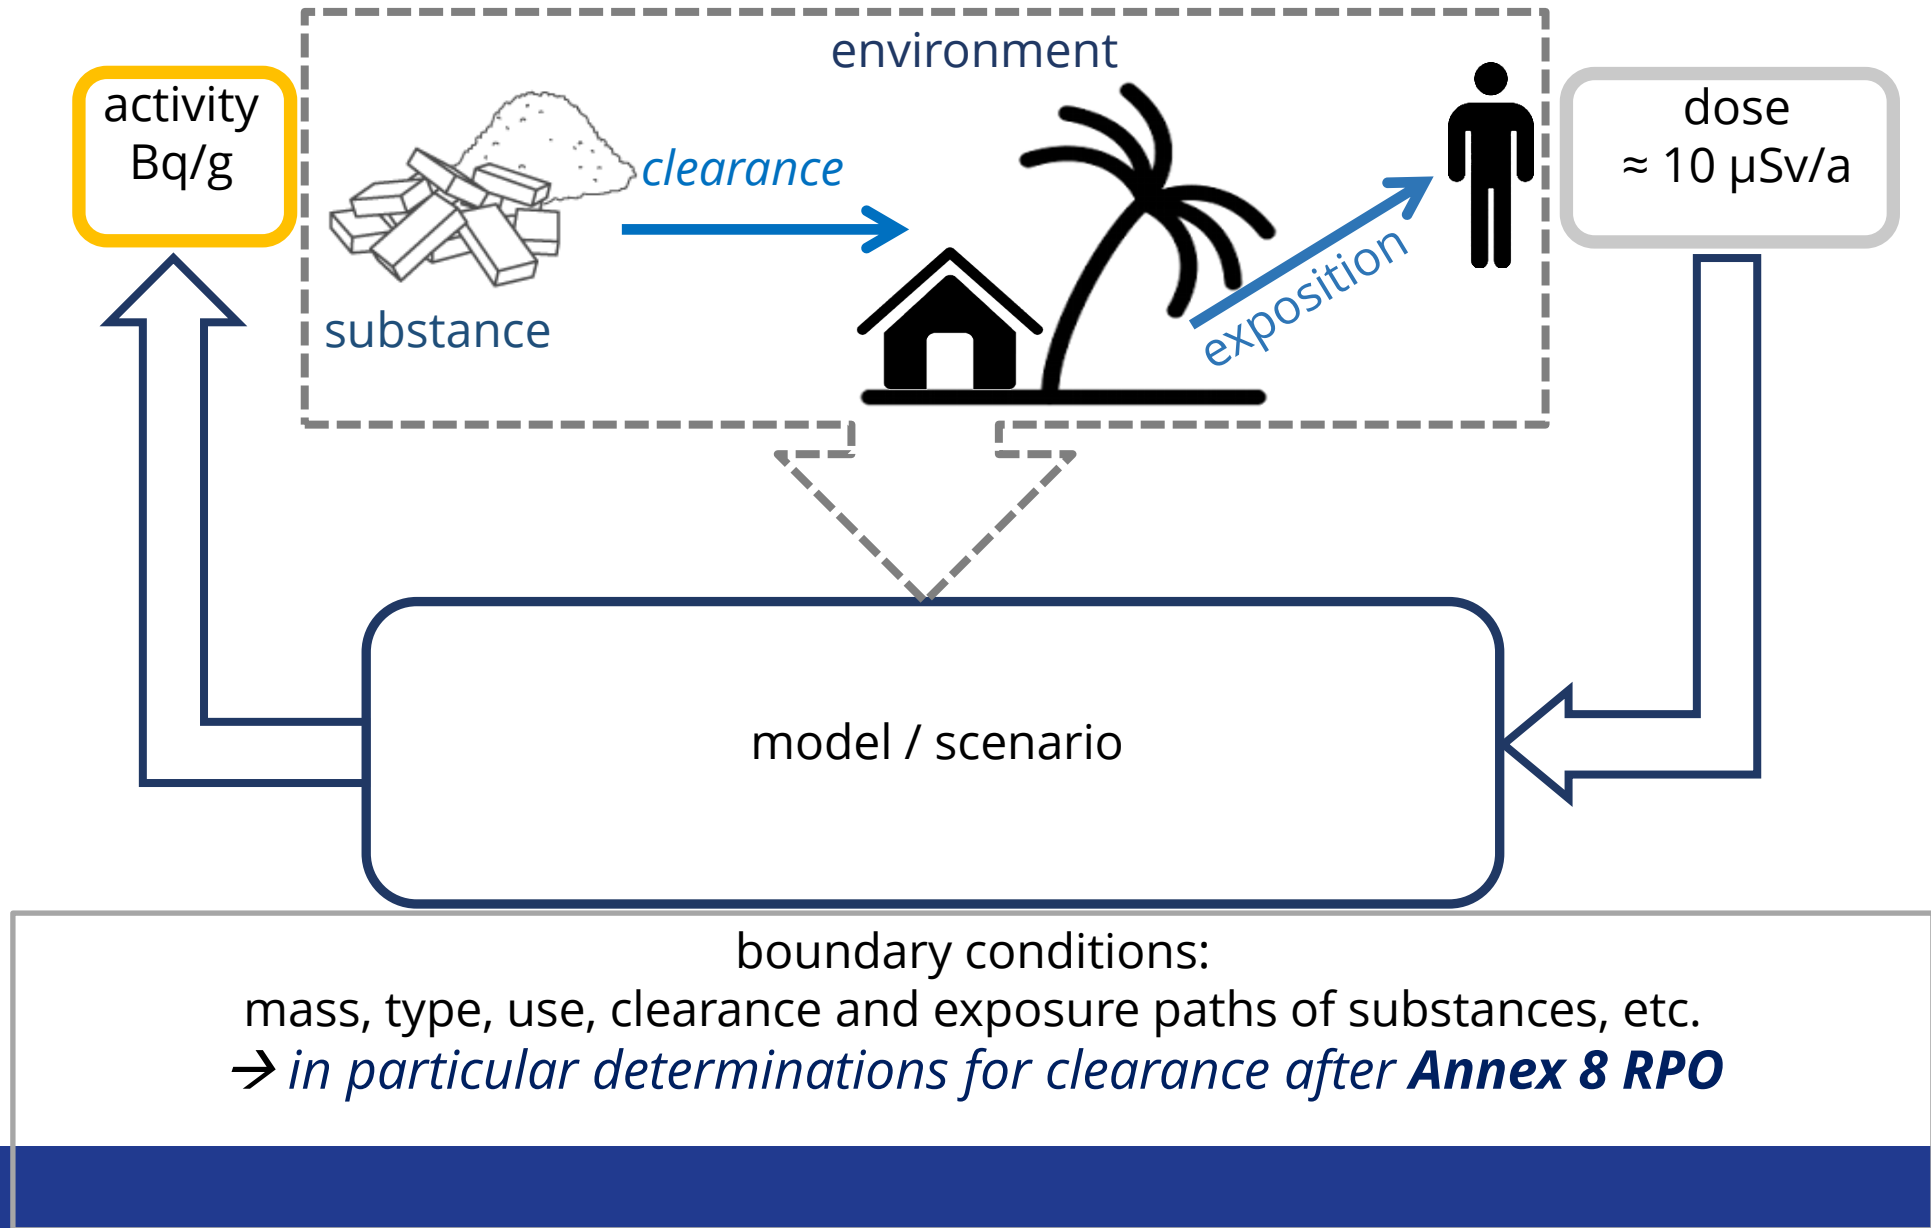 environment
activity
Bq/g
clearance
substance
exposition
dose
≈ 10 μSv/a
model / scenario
boundary conditions:
mass, type, use, clearance and exposure paths of substances, etc.
→ in particular determinations for clearance after Annex 8 RPO